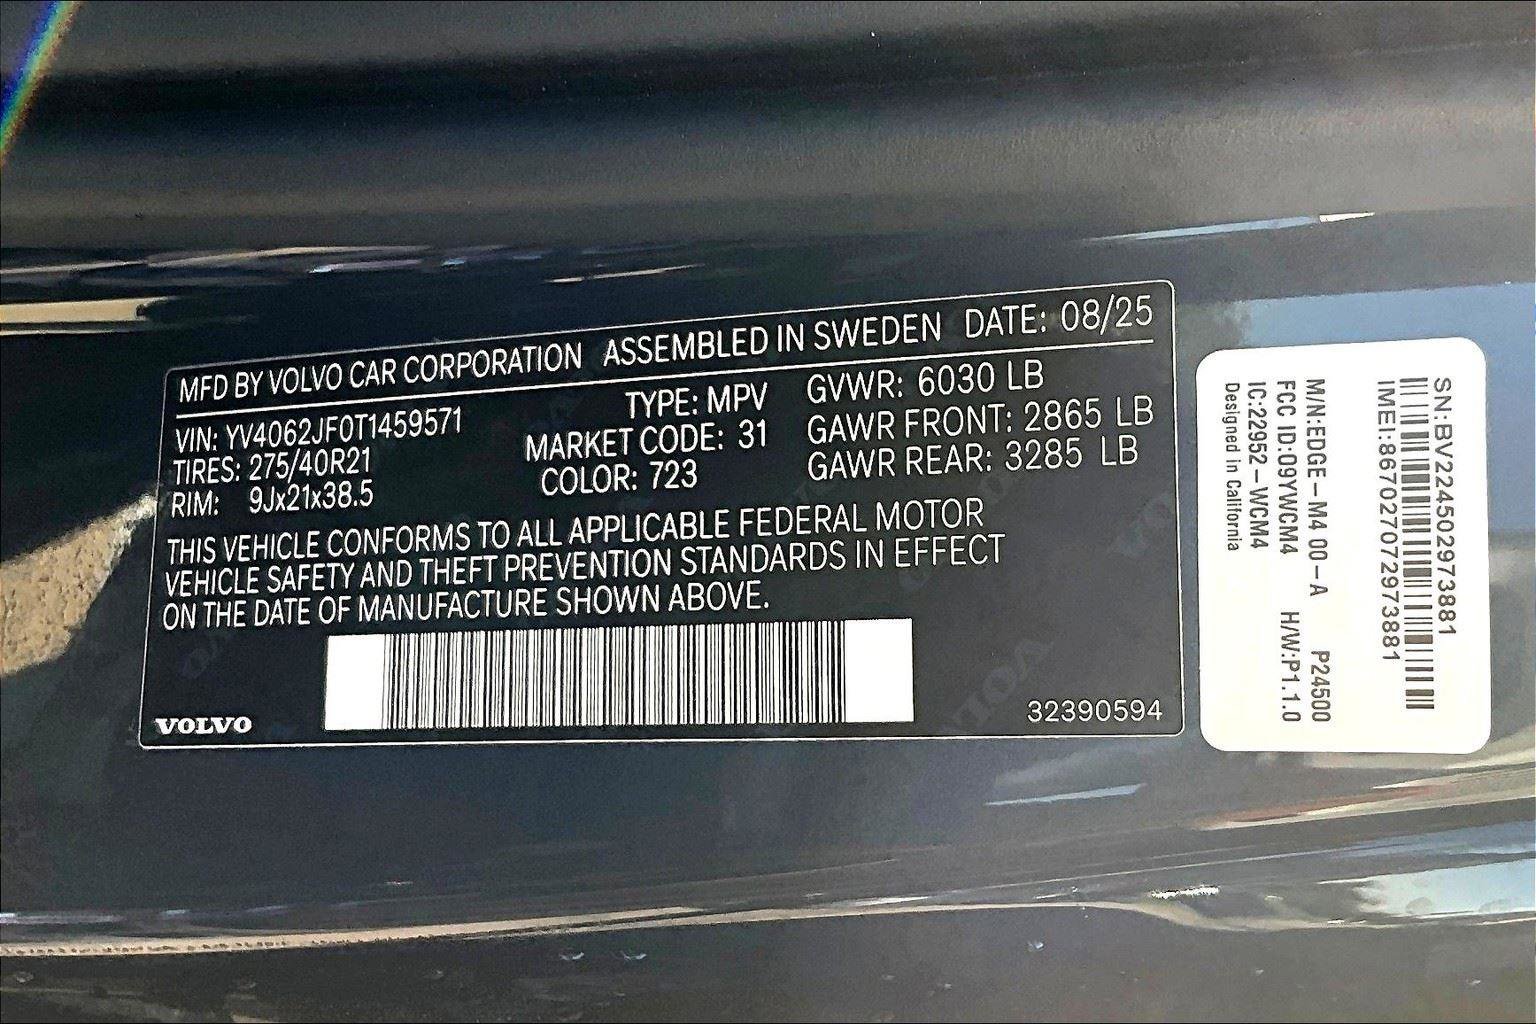 MFD BY VOLVO CAR CORPORATION ASSEMBLED IN SWEDEN DATE: 08/25
VIN: YV4062JF0T1459571
TIRES: 275/40R21
RIM: 9Jx21x38.5
TYPE: MPV
MARKET CODE: 31
COLOR: 723
GVWR: 6030 LB
GAWR FRONT: 2865 LB
GAWR REAR: 3285 LB
THIS VEHICLE CONFORMS TO ALL APPLICABLE FEDERAL MOTOR
VEHICLE SAFETY AND THEFT PREVENTION STANDARDS IN EFFECT
ON THE DATE OF MANUFACTURE SHOWN ABOVE.
VOLVO
32390594
SN:BV224502973881
IMEI:867027072973881
M/N:EDGE-M4 00-A P24500
FCC ID:09YWCM4 H/W:P1.1.0
IC:22952-WCM4
Designed in California